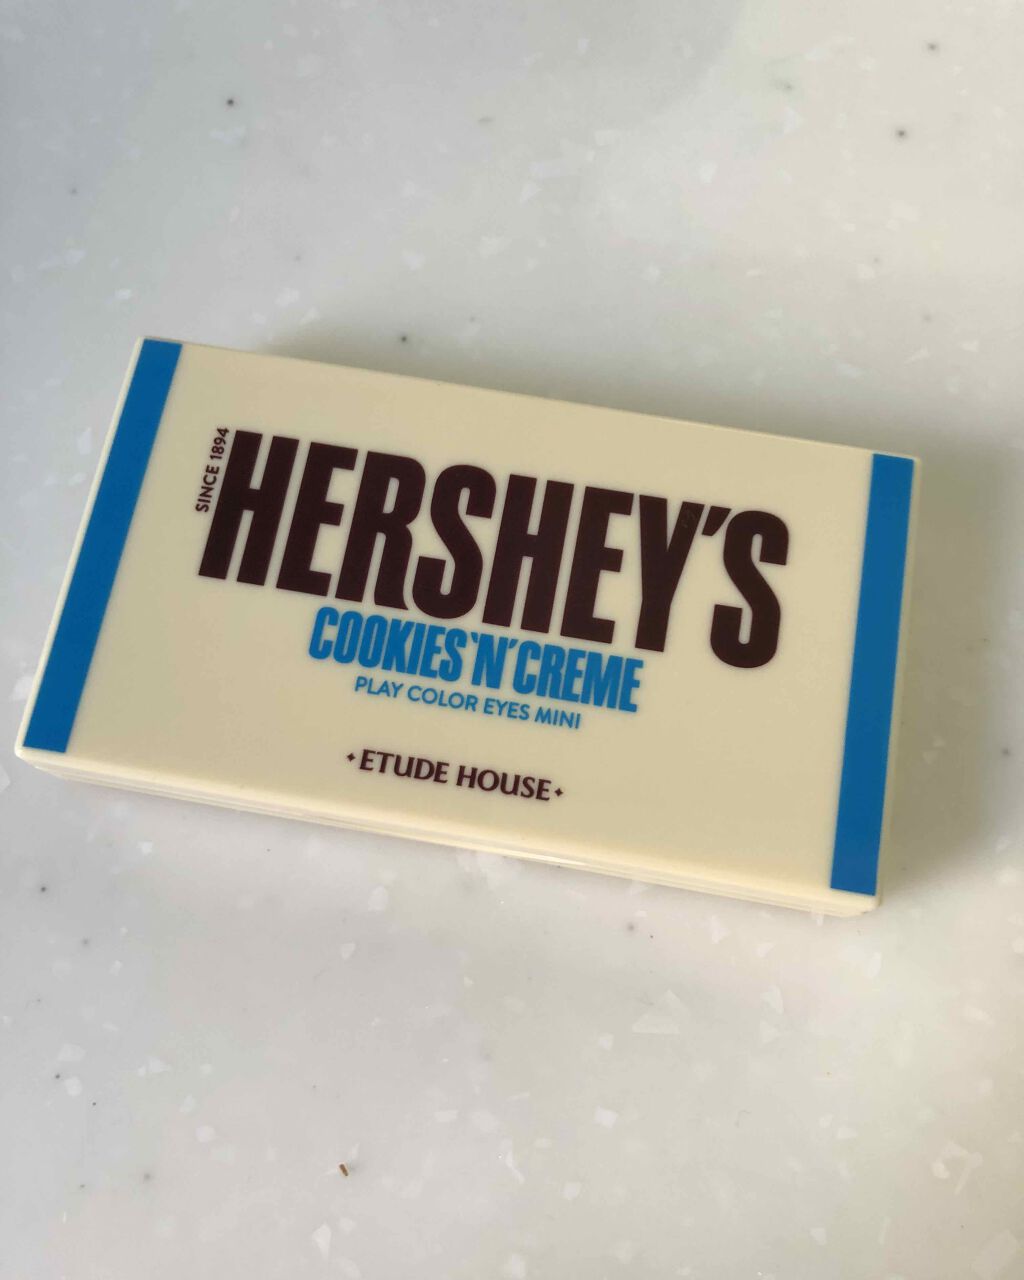 SINCE 1894
HERSHEY'S
COOKIES'N'CREME
PLAY COLOR EYES MINI
ETUDE HOUSE